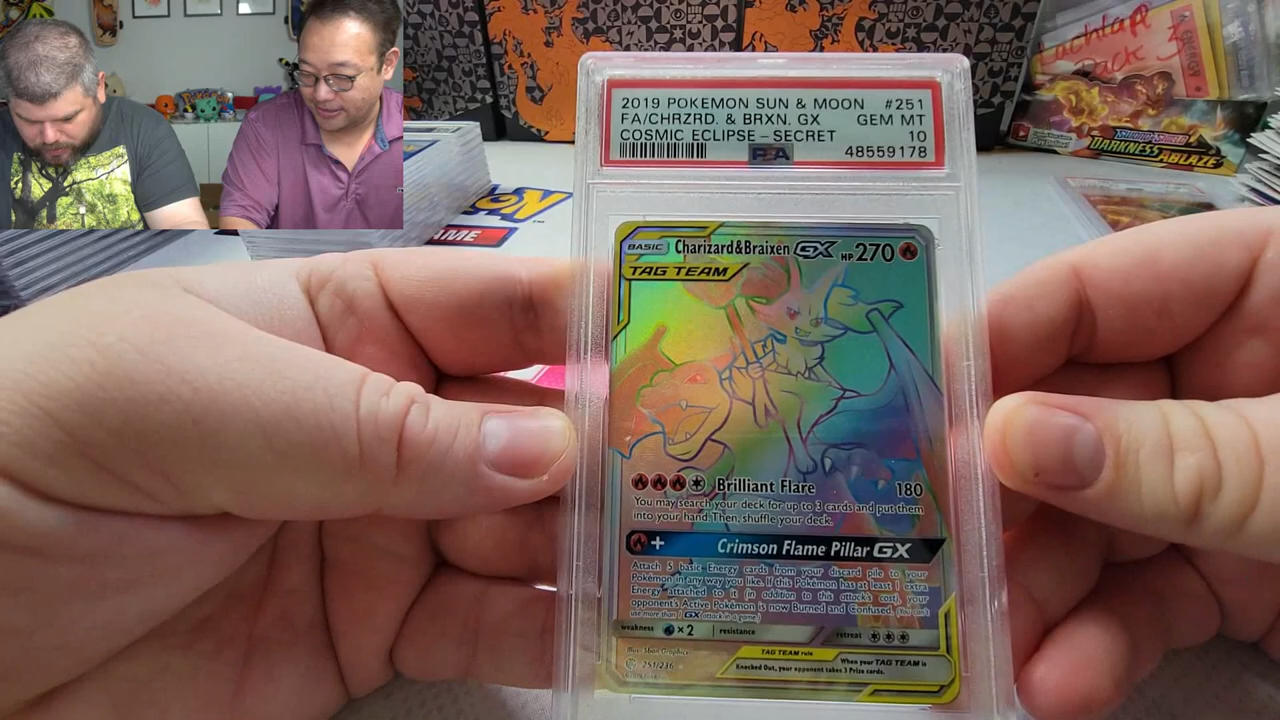 2019 POKEMON SUN & MOON #251
FA/CHRZRD. & BRXN. GX GEM MT
COSMIC ECLIPSE – SECRET 10
PSA 48559178
BASIC Charizard&Braixen GX HP270
TAG TEAM
Brilliant Flare 180
You may search your deck for up to 3 cards and put them
into your hand. Then, shuffle your deck.
+ Crimson Flame Pillar GX
Attach 5 basic Energy cards from your discard pile to your
Pokémon in any way you like. If this Pokémon has at least 1 extra
Energy attached to it (in addition to this attack's cost), your
opponent's Active Pokémon is now Burned and Confused. (You can't
use more than 1 GX attack in a game.)
weakness ×2 resistance retreat
Illus. 5ban Graphics
TAG TEAM rule
When your TAG TEAM is
Knocked Out, your opponent takes 3 Prize cards.
251/236
Pack 3
ENERGY
SWORD & SHIELD
DARKNESS ABLAZE